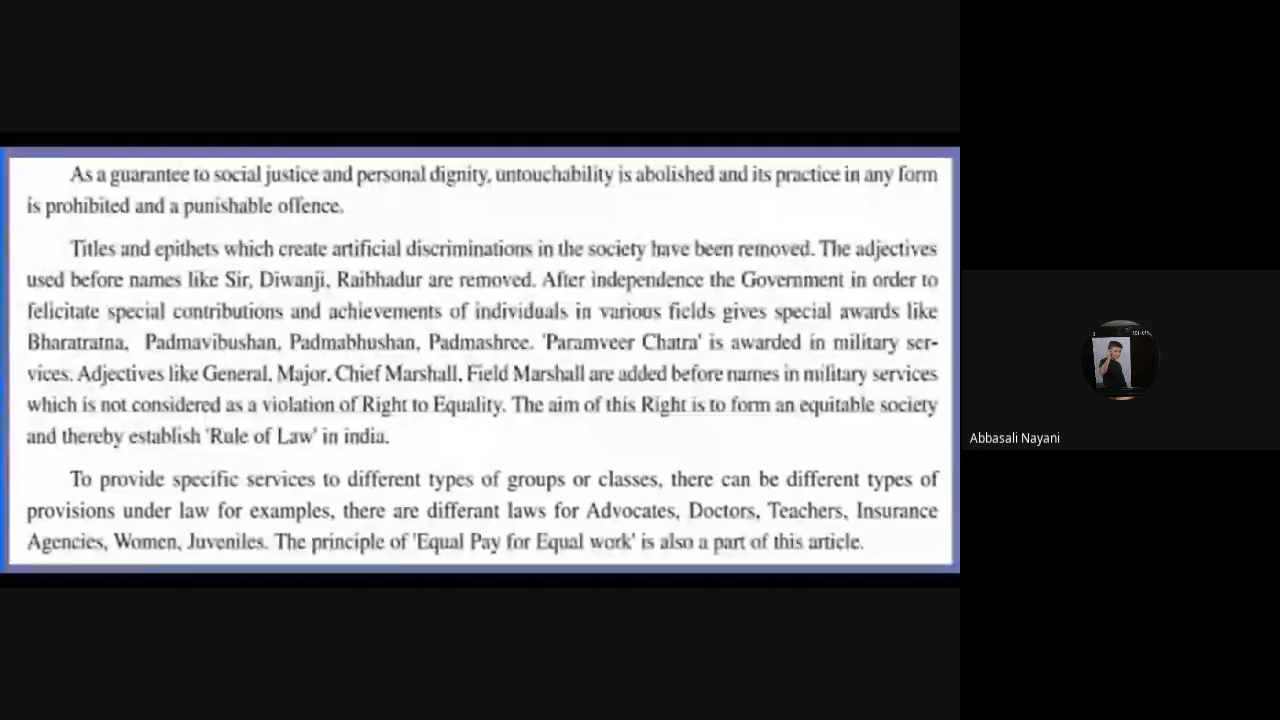 As a guarantee to social justice and personal dignity, untouchability is abolished and its practice in any form
is prohibited and a punishable offence.
Titles and epithets which create artificial discriminations in the society have been removed. The adjectives
used before names like Sir, Diwanji, Raibhadur are removed. After independence the Government in order to
felicitate special contributions and achievements of individuals in various fields gives special awards like
Bharatratna, Padmavibushan, Padmabhushan, Padmashree. 'Paramveer Chatra' is awarded in military ser-
vices. Adjectives like General, Major, Chief Marshall, Field Marshall are added before names in military services
which is not considered as a violation of Right to Equality. The aim of this Right is to form an equitable society
and thereby establish 'Rule of Law' in india.
To provide specific services to different types of groups or classes, there can be different types of
provisions under law for examples, there are differant laws for Advocates, Doctors, Teachers, Insurance
Agencies, Women, Juveniles. The principle of 'Equal Pay for Equal work' is also a part of this article.
Abbasali Nayani